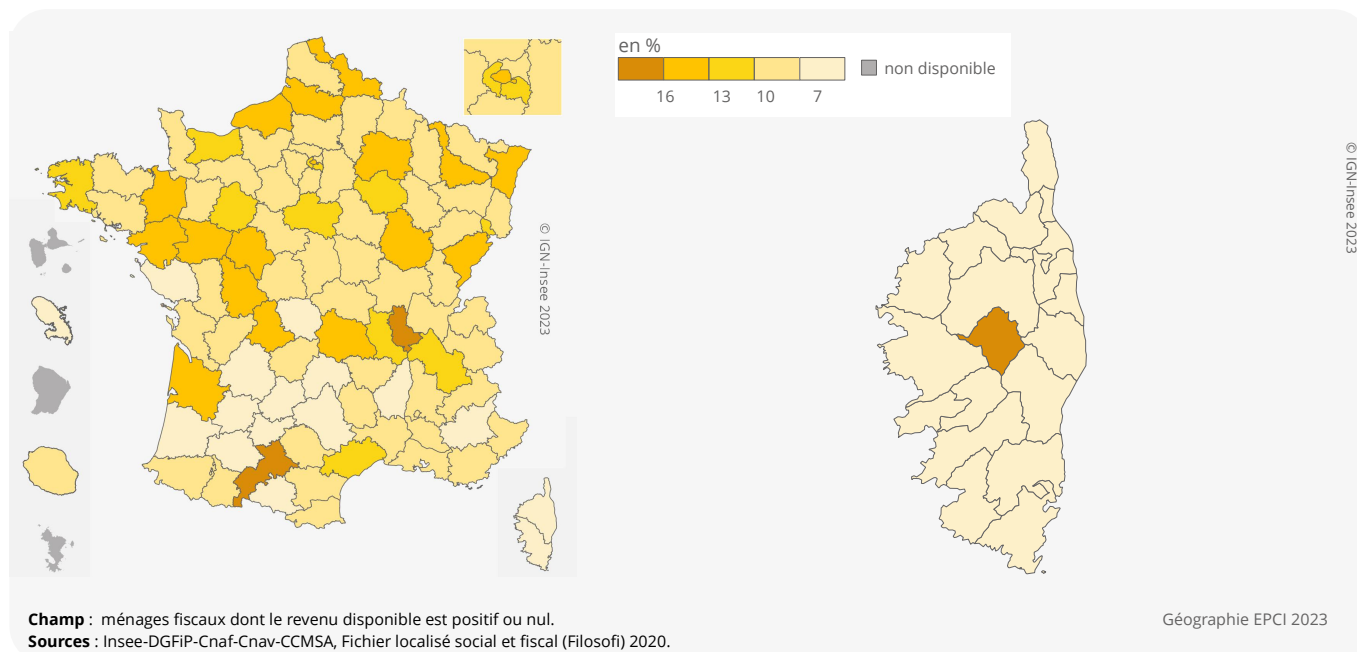 en %
16 13 10 7
non disponible
© IGN-Insee 2023
© IGN-Insee 2023
Champ : ménages fiscaux dont le revenu disponible est positif ou nul.
Sources : Insee-DGFiP-Cnaf-Cnav-CCMSA, Fichier localisé social et fiscal (Filosofi) 2020.
Géographie EPCI 2023